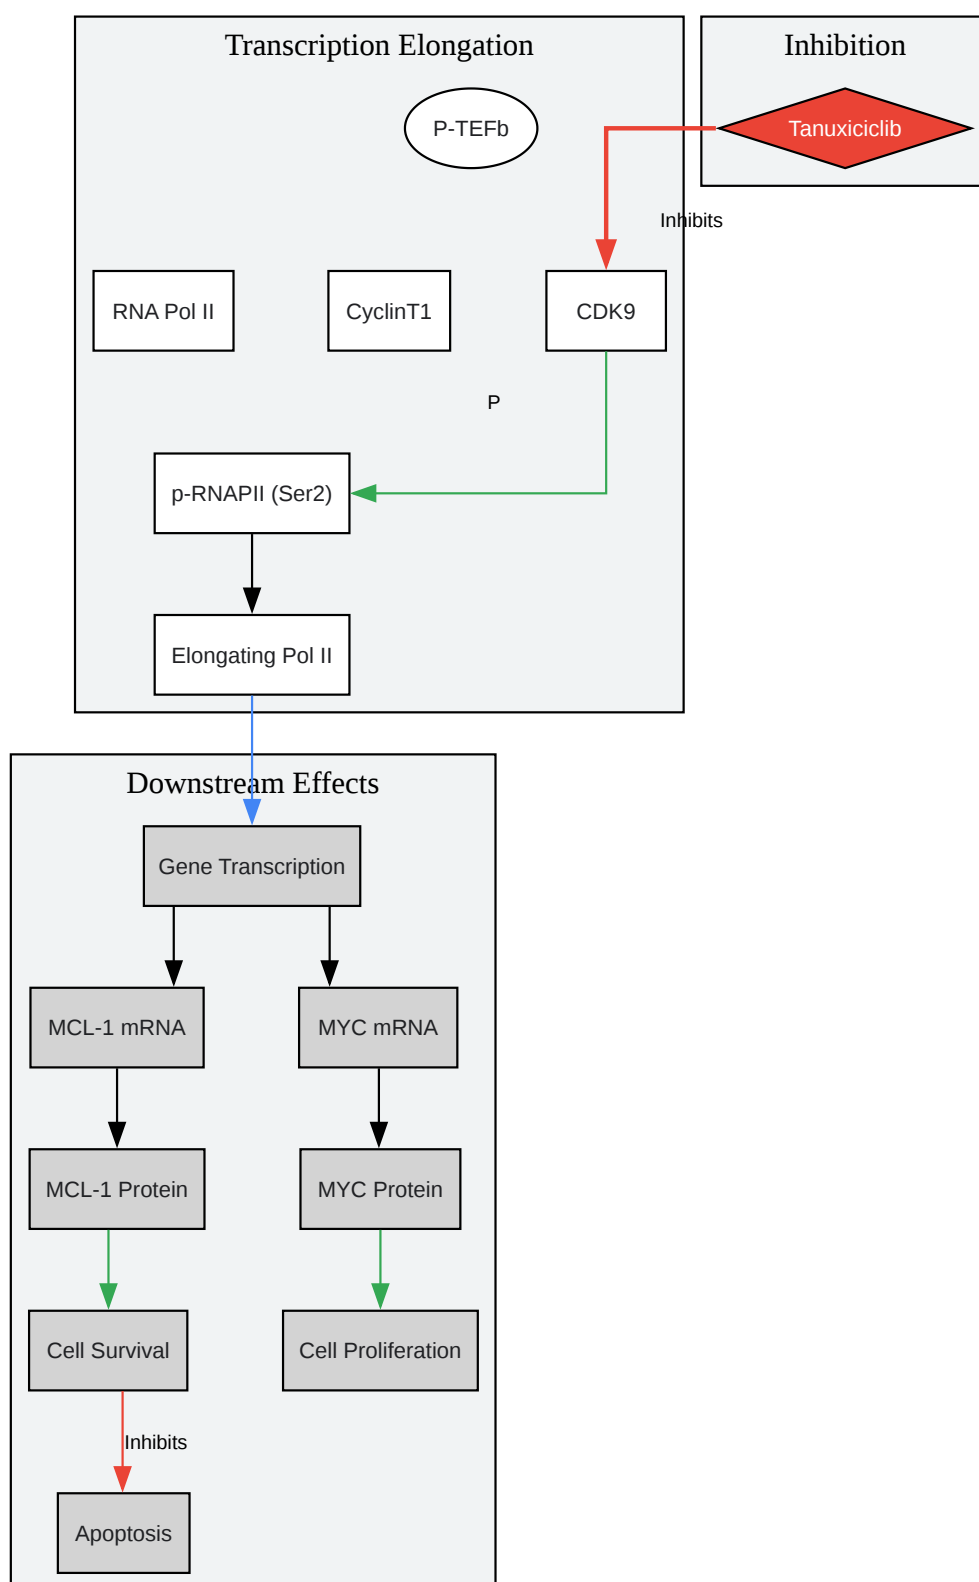 Transcription Elongation
Inhibition
P-TEFb
Tanuxiciclib
Inhibits
RNA Pol II
CyclinT1
CDK9
P
p-RNAPII (Ser2)
Elongating Pol II
Downstream Effects
Gene Transcription
MCL-1 mRNA
MYC mRNA
MCL-1 Protein
MYC Protein
Cell Survival
Cell Proliferation
Inhibits
Apoptosis